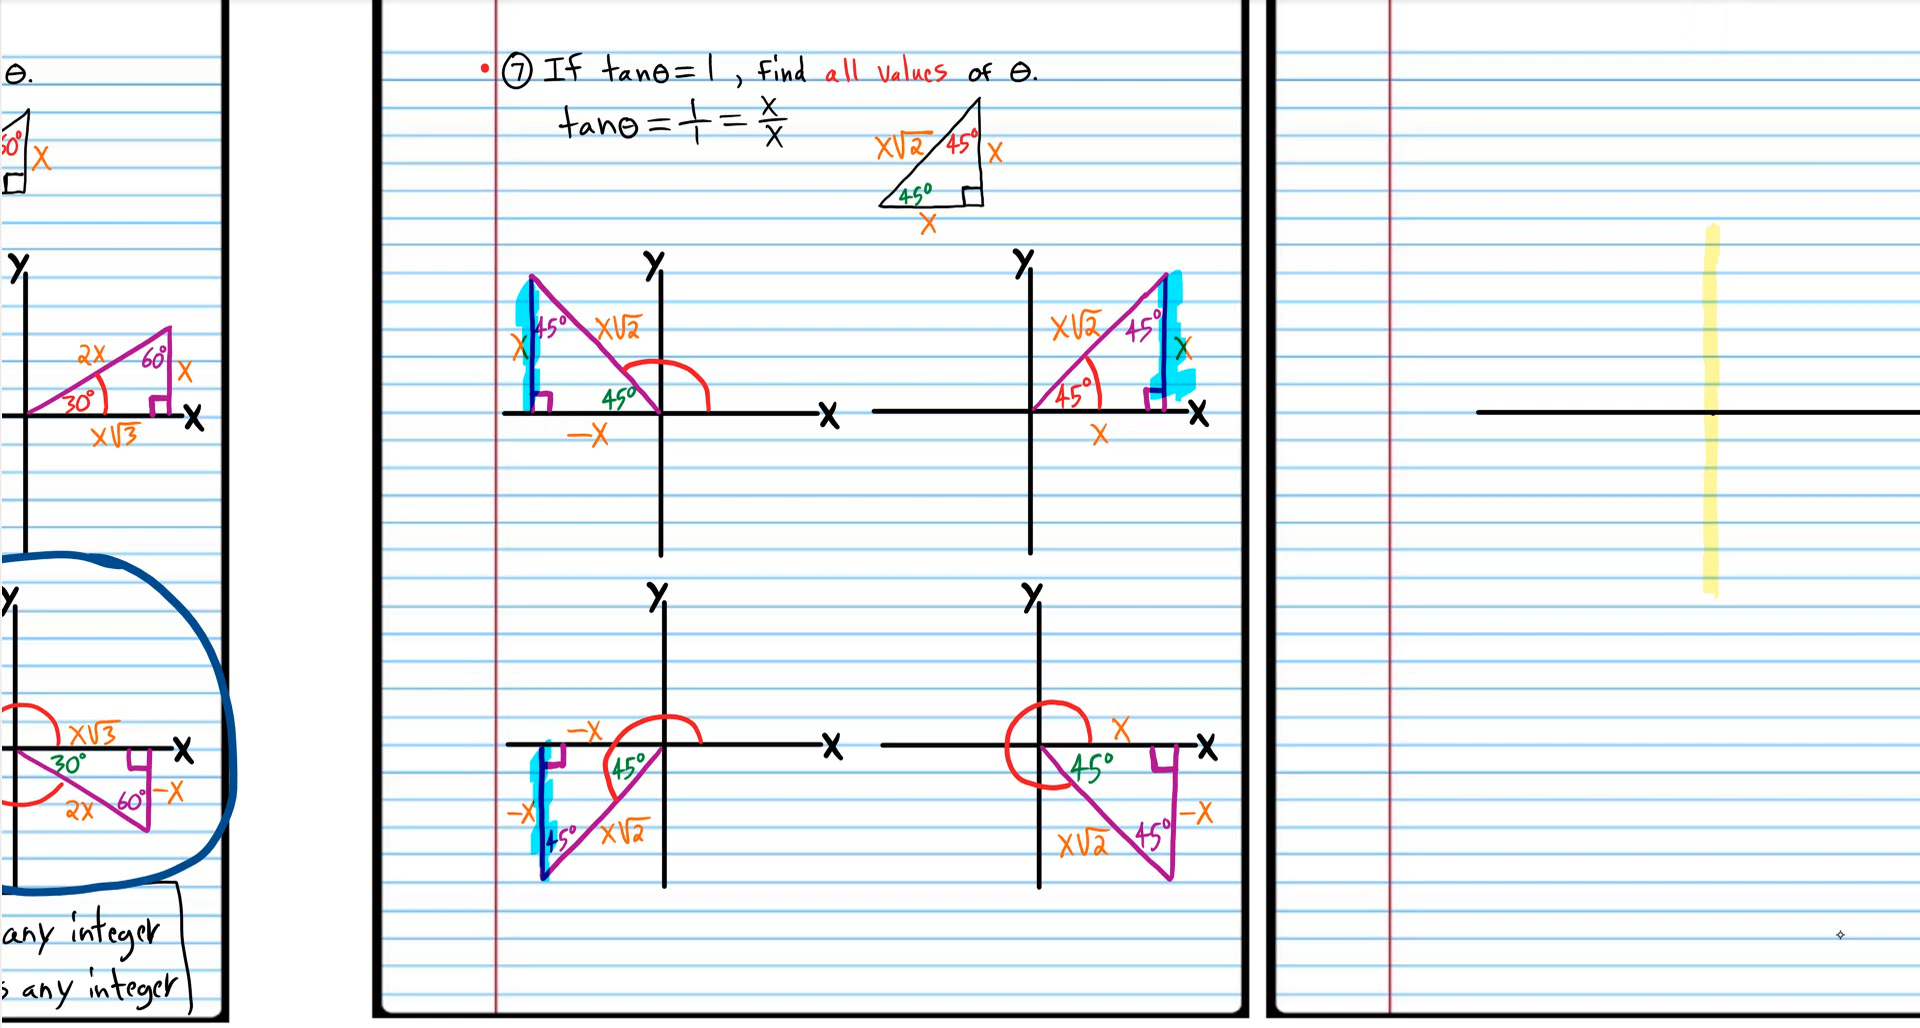 θ.
60°
X
y
2X
60°
X
30°
X
X√3
y
X√3
X
30°
-X
60°
2X
any integer
any integer
• ⑦ If tanθ = 1, find all values of θ.
tanθ = 1/1 = X/X
X√2
45°
X
45°
X
y
45°
X√2
X
45°
X
-X
y
X√2
45°
X
45°
X
X
y
-X
X
45°
-X
45°
X√2
y
X
X
45°
-X
45°
X√2